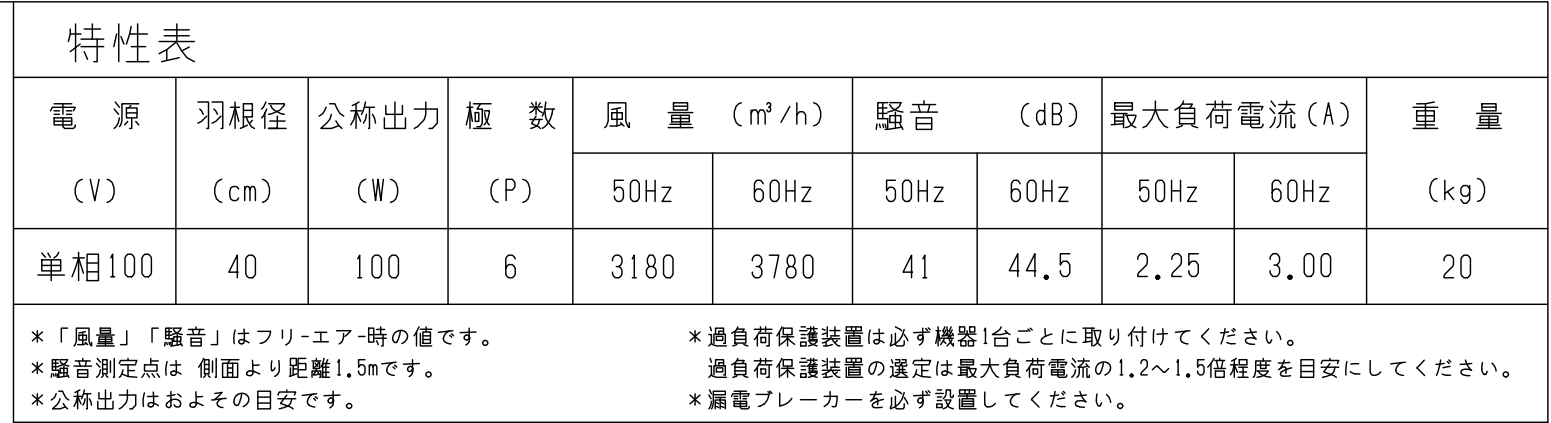 特性表
電 源 羽根径 公称出力 極 数 風 量 (m³/h) 騒音 (dB) 最大負荷電流(A) 重 量
(V) (cm) (W) (P) 50Hz 60Hz 50Hz 60Hz 50Hz 60Hz (kg)
単相100 40 100 6 3180 3780 41 44.5 2.25 3.00 20
*「風量」「騒音」はフリ-エア-時の値です。
*騒音測定点は 側面より距離1.5mです。
*公称出力はおよその目安です。
*過負荷保護装置は必ず機器1台ごとに取り付けてください。
過負荷保護装置の選定は最大負荷電流の1.2～1.5倍程度を目安にしてください。
*漏電ブレーカーを必ず設置してください。